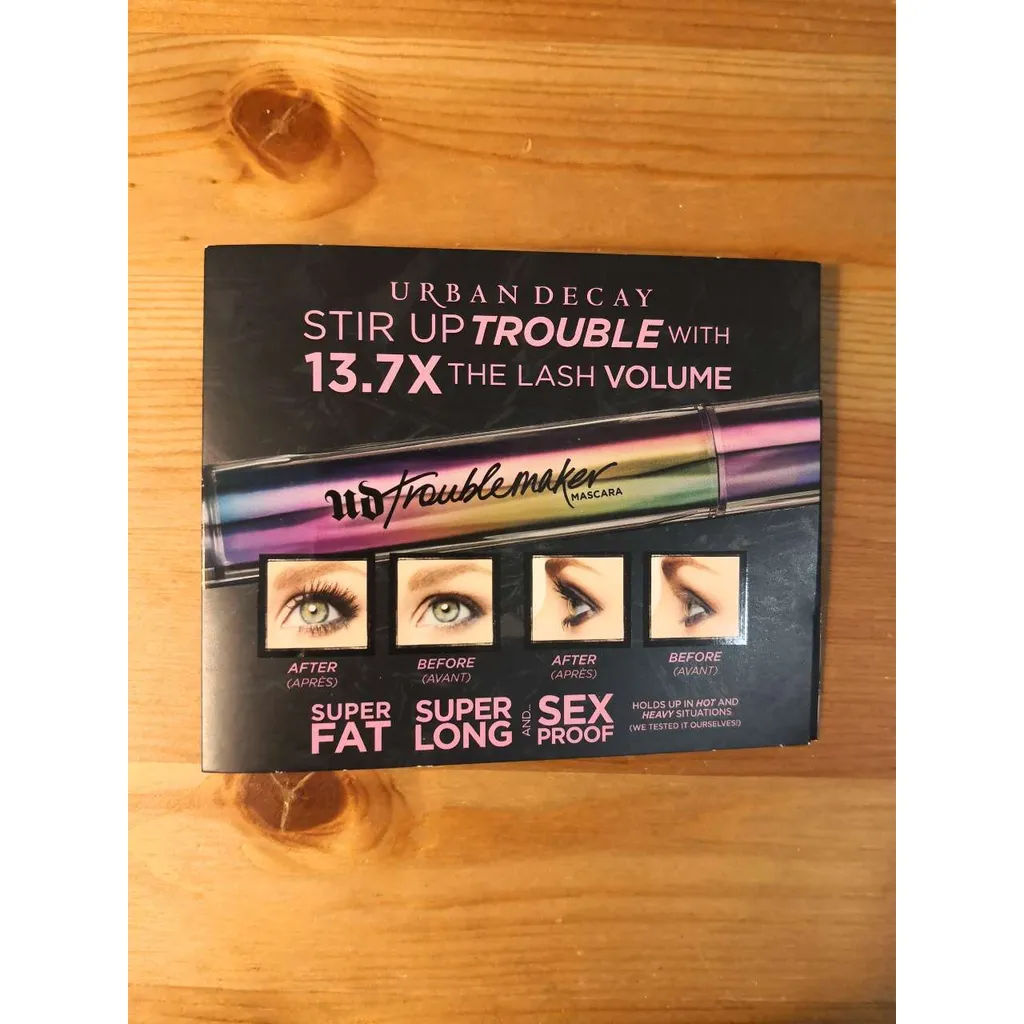 URBAN DECAY
STIR UP TROUBLE WITH
13.7X THE LASH VOLUME
UD troublemaker
MASCARA
AFTER
(APRÈS)
BEFORE
(AVANT)
AFTER
(APRÈS)
BEFORE
(AVANT)
SUPER
FAT
SUPER
LONG
AND...
SEX
PROOF
HOLDS UP IN HOT AND
HEAVY SITUATIONS
(WE TESTED IT OURSELVES!)